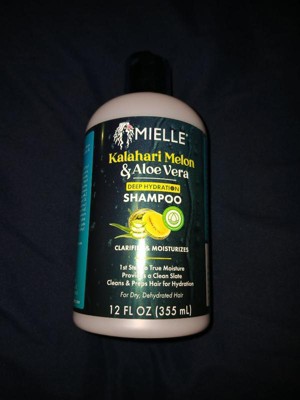 MIELLE
Kalahari Melon
& Aloe Vera
DEEP HYDRATION
SHAMPOO
CLARIFIES & MOISTURIZES
1st Step to True Moisture
Provides a Clean Slate
Cleans & Preps Hair for Hydration
For Dry, Dehydrated Hair
12 FL OZ (355 mL)